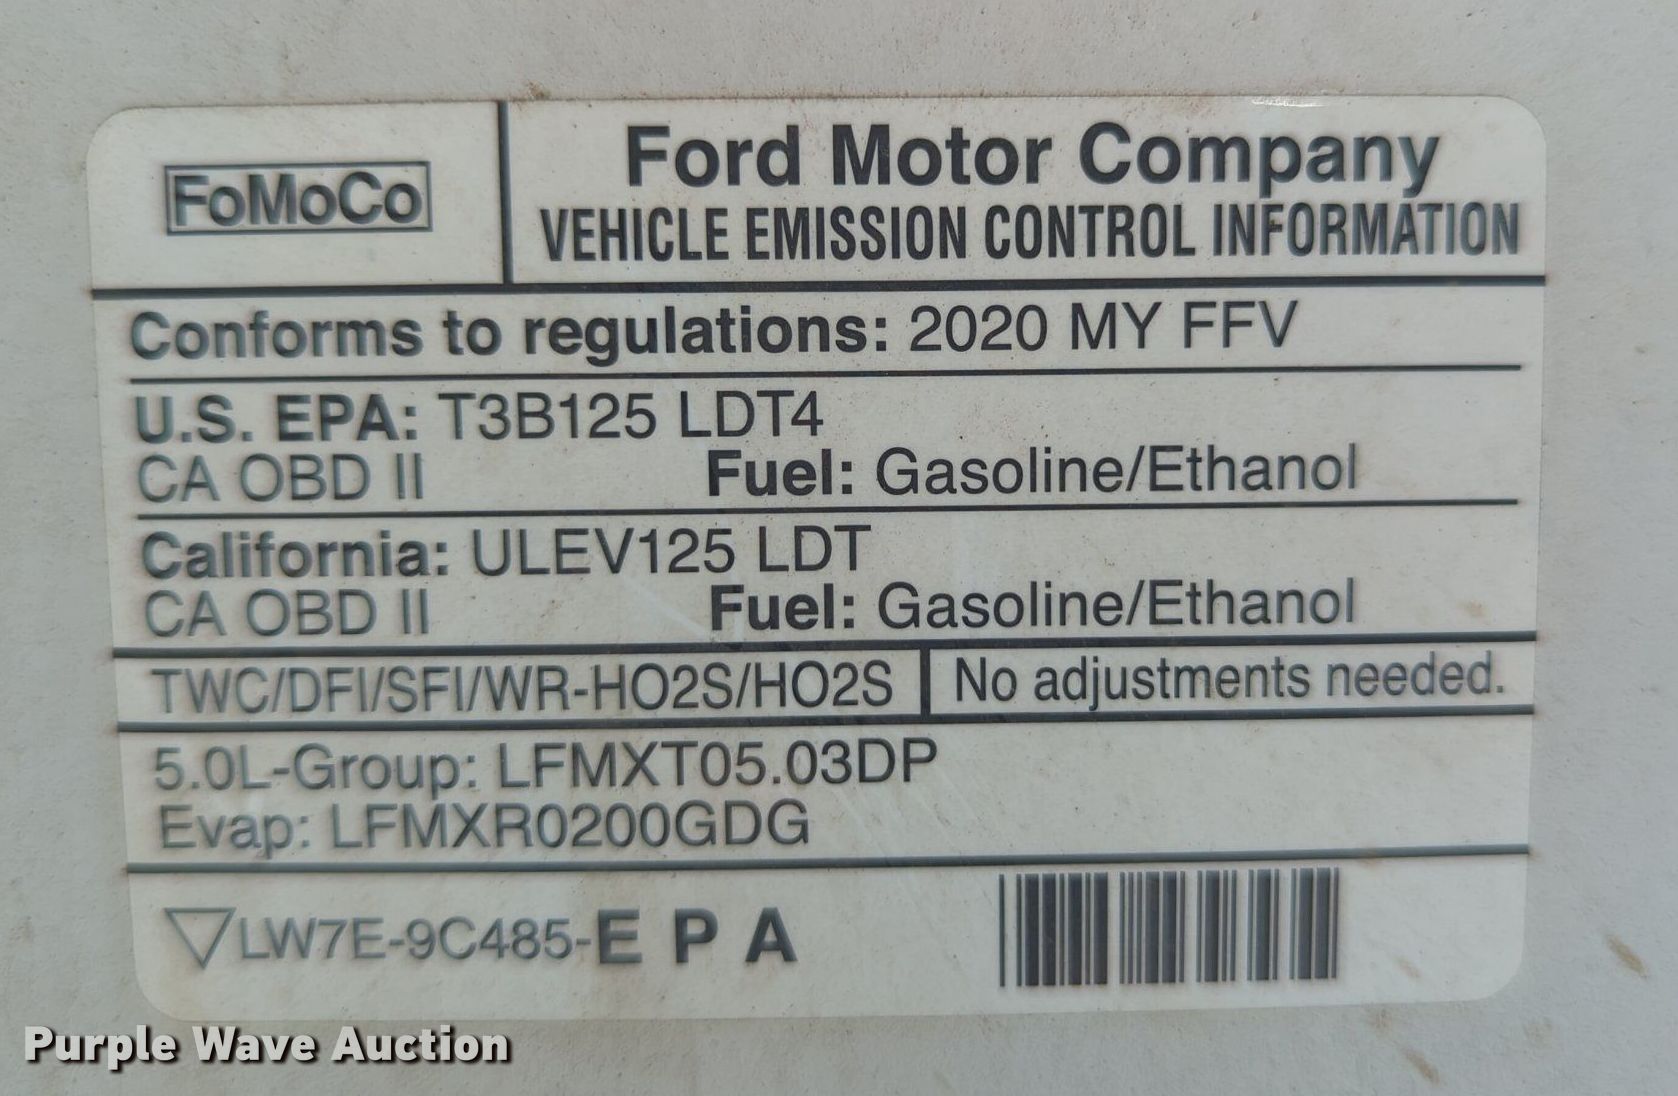 FoMoCo
Ford Motor Company
VEHICLE EMISSION CONTROL INFORMATION
Conforms to regulations: 2020 MY FFV
U.S. EPA: T3B125 LDT4
CA OBD II Fuel: Gasoline/Ethanol
California: ULEV125 LDT
CA OBD II Fuel: Gasoline/Ethanol
TWC/DFI/SFI/WR-HO2S/HO2S No adjustments needed.
5.0L-Group: LFMXT05.03DP
Evap: LFMXR0200GDG
LW7E-9C485-E P A
Purple Wave Auction